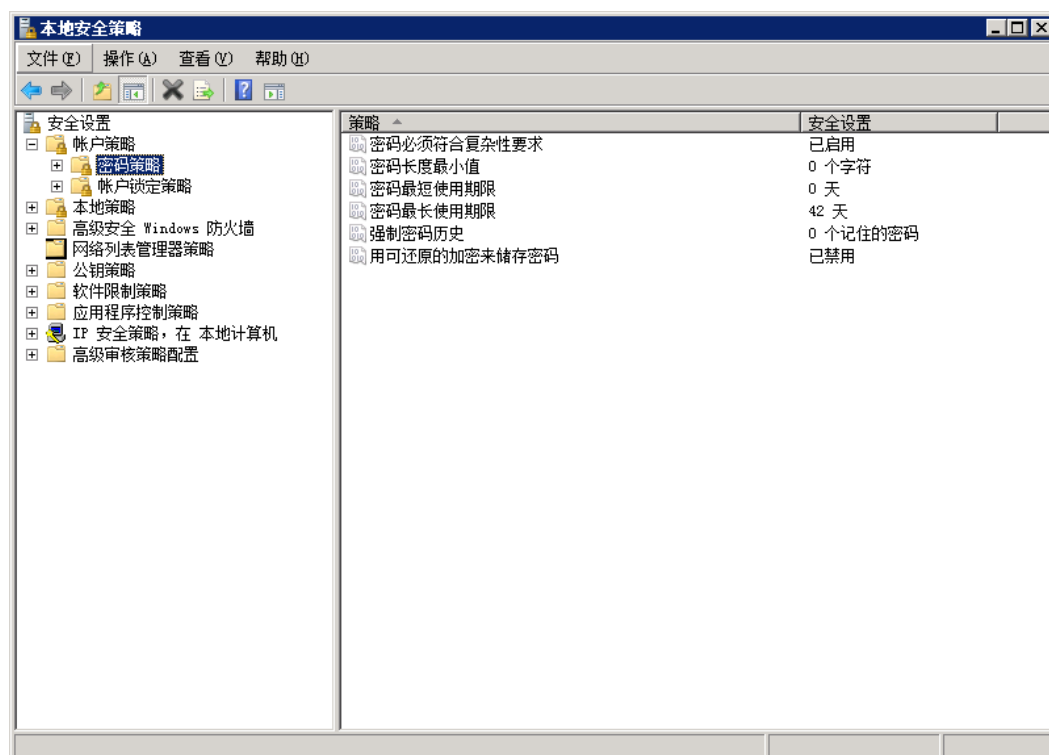 本地安全策略
文件(F) 操作(A) 查看(V) 帮助(H)
安全设置
帐户策略
密码策略
帐户锁定策略
本地策略
高级安全 Windows 防火墙
网络列表管理器策略
公钥策略
软件限制策略
应用程序控制策略
IP 安全策略，在 本地计算机
高级审核策略配置
策略 安全设置
密码必须符合复杂性要求 已启用
密码长度最小值 0 个字符
密码最短使用期限 0 天
密码最长使用期限 42 天
强制密码历史 0 个记住的密码
用可还原的加密来储存密码 已禁用